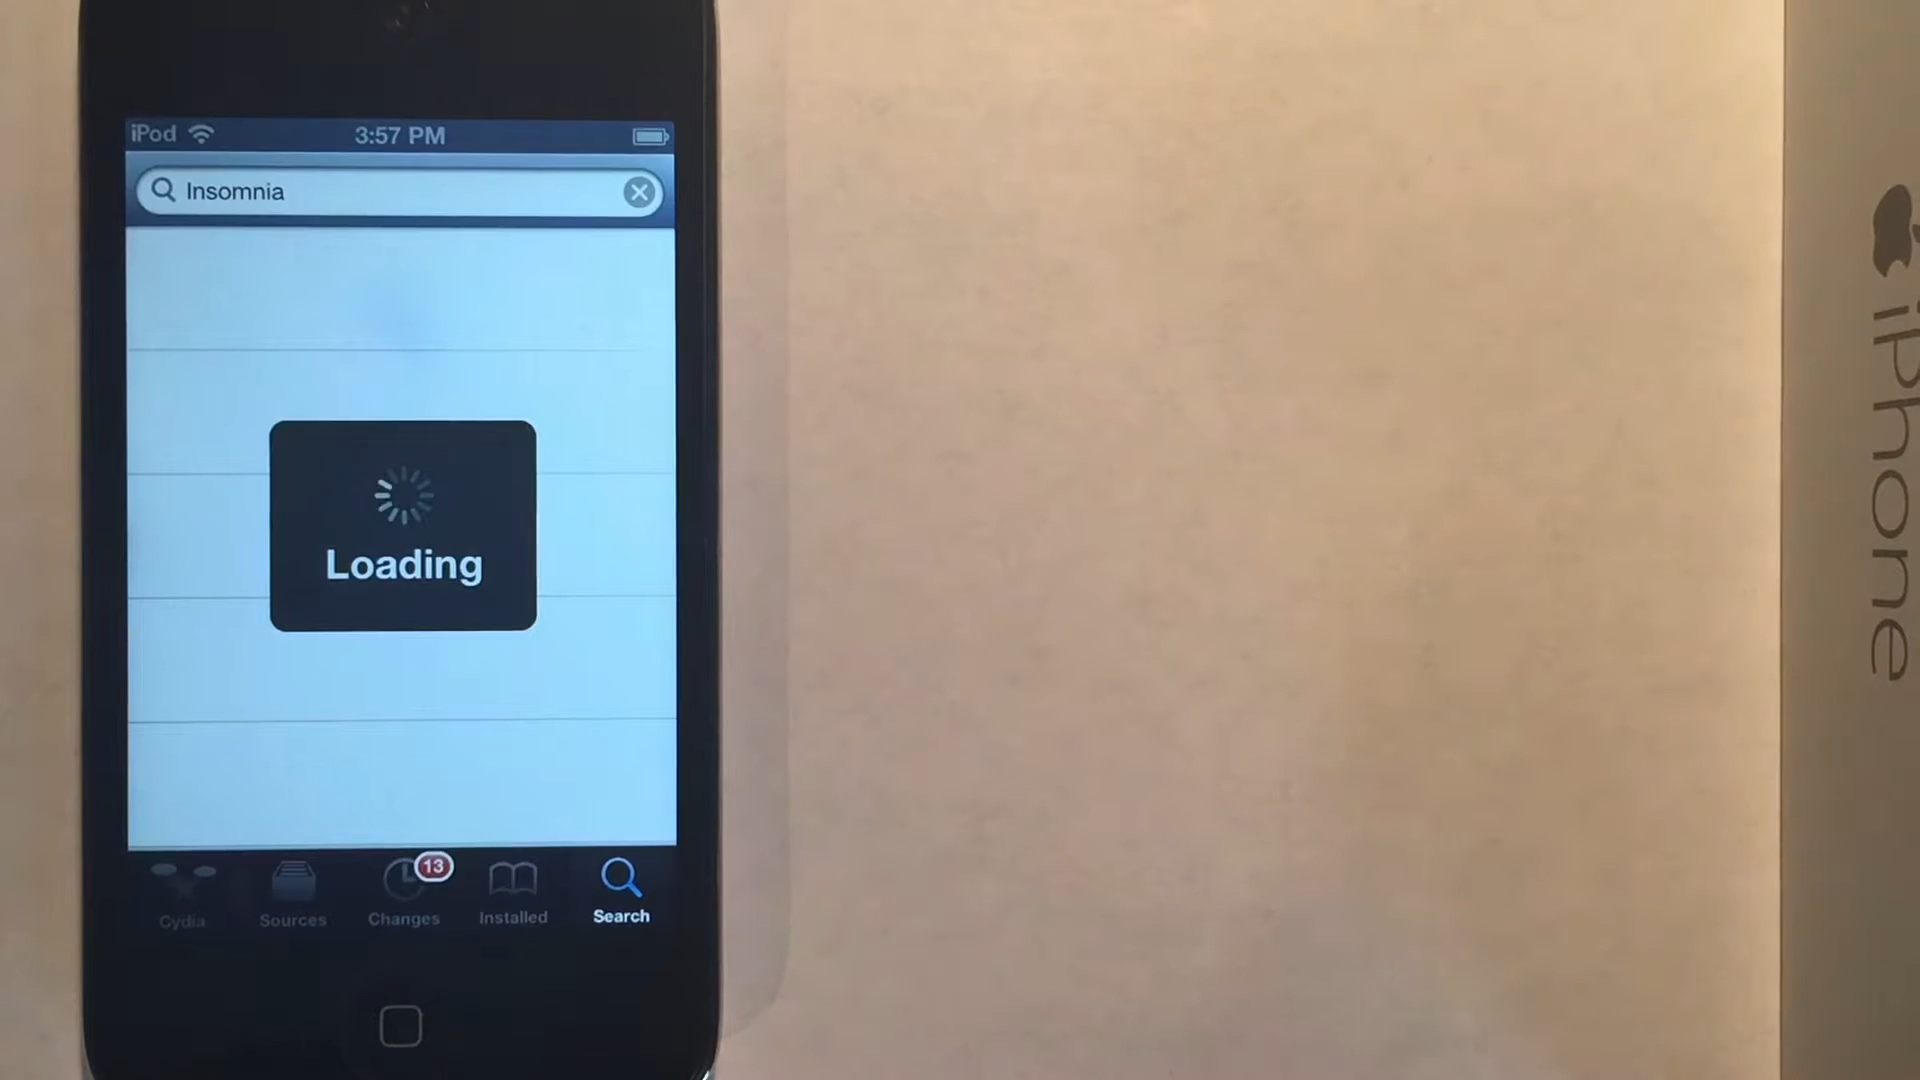 iPod 3:57 PM
Insomnia
Loading
13
Cydia Sources Changes Installed Search
iPhone